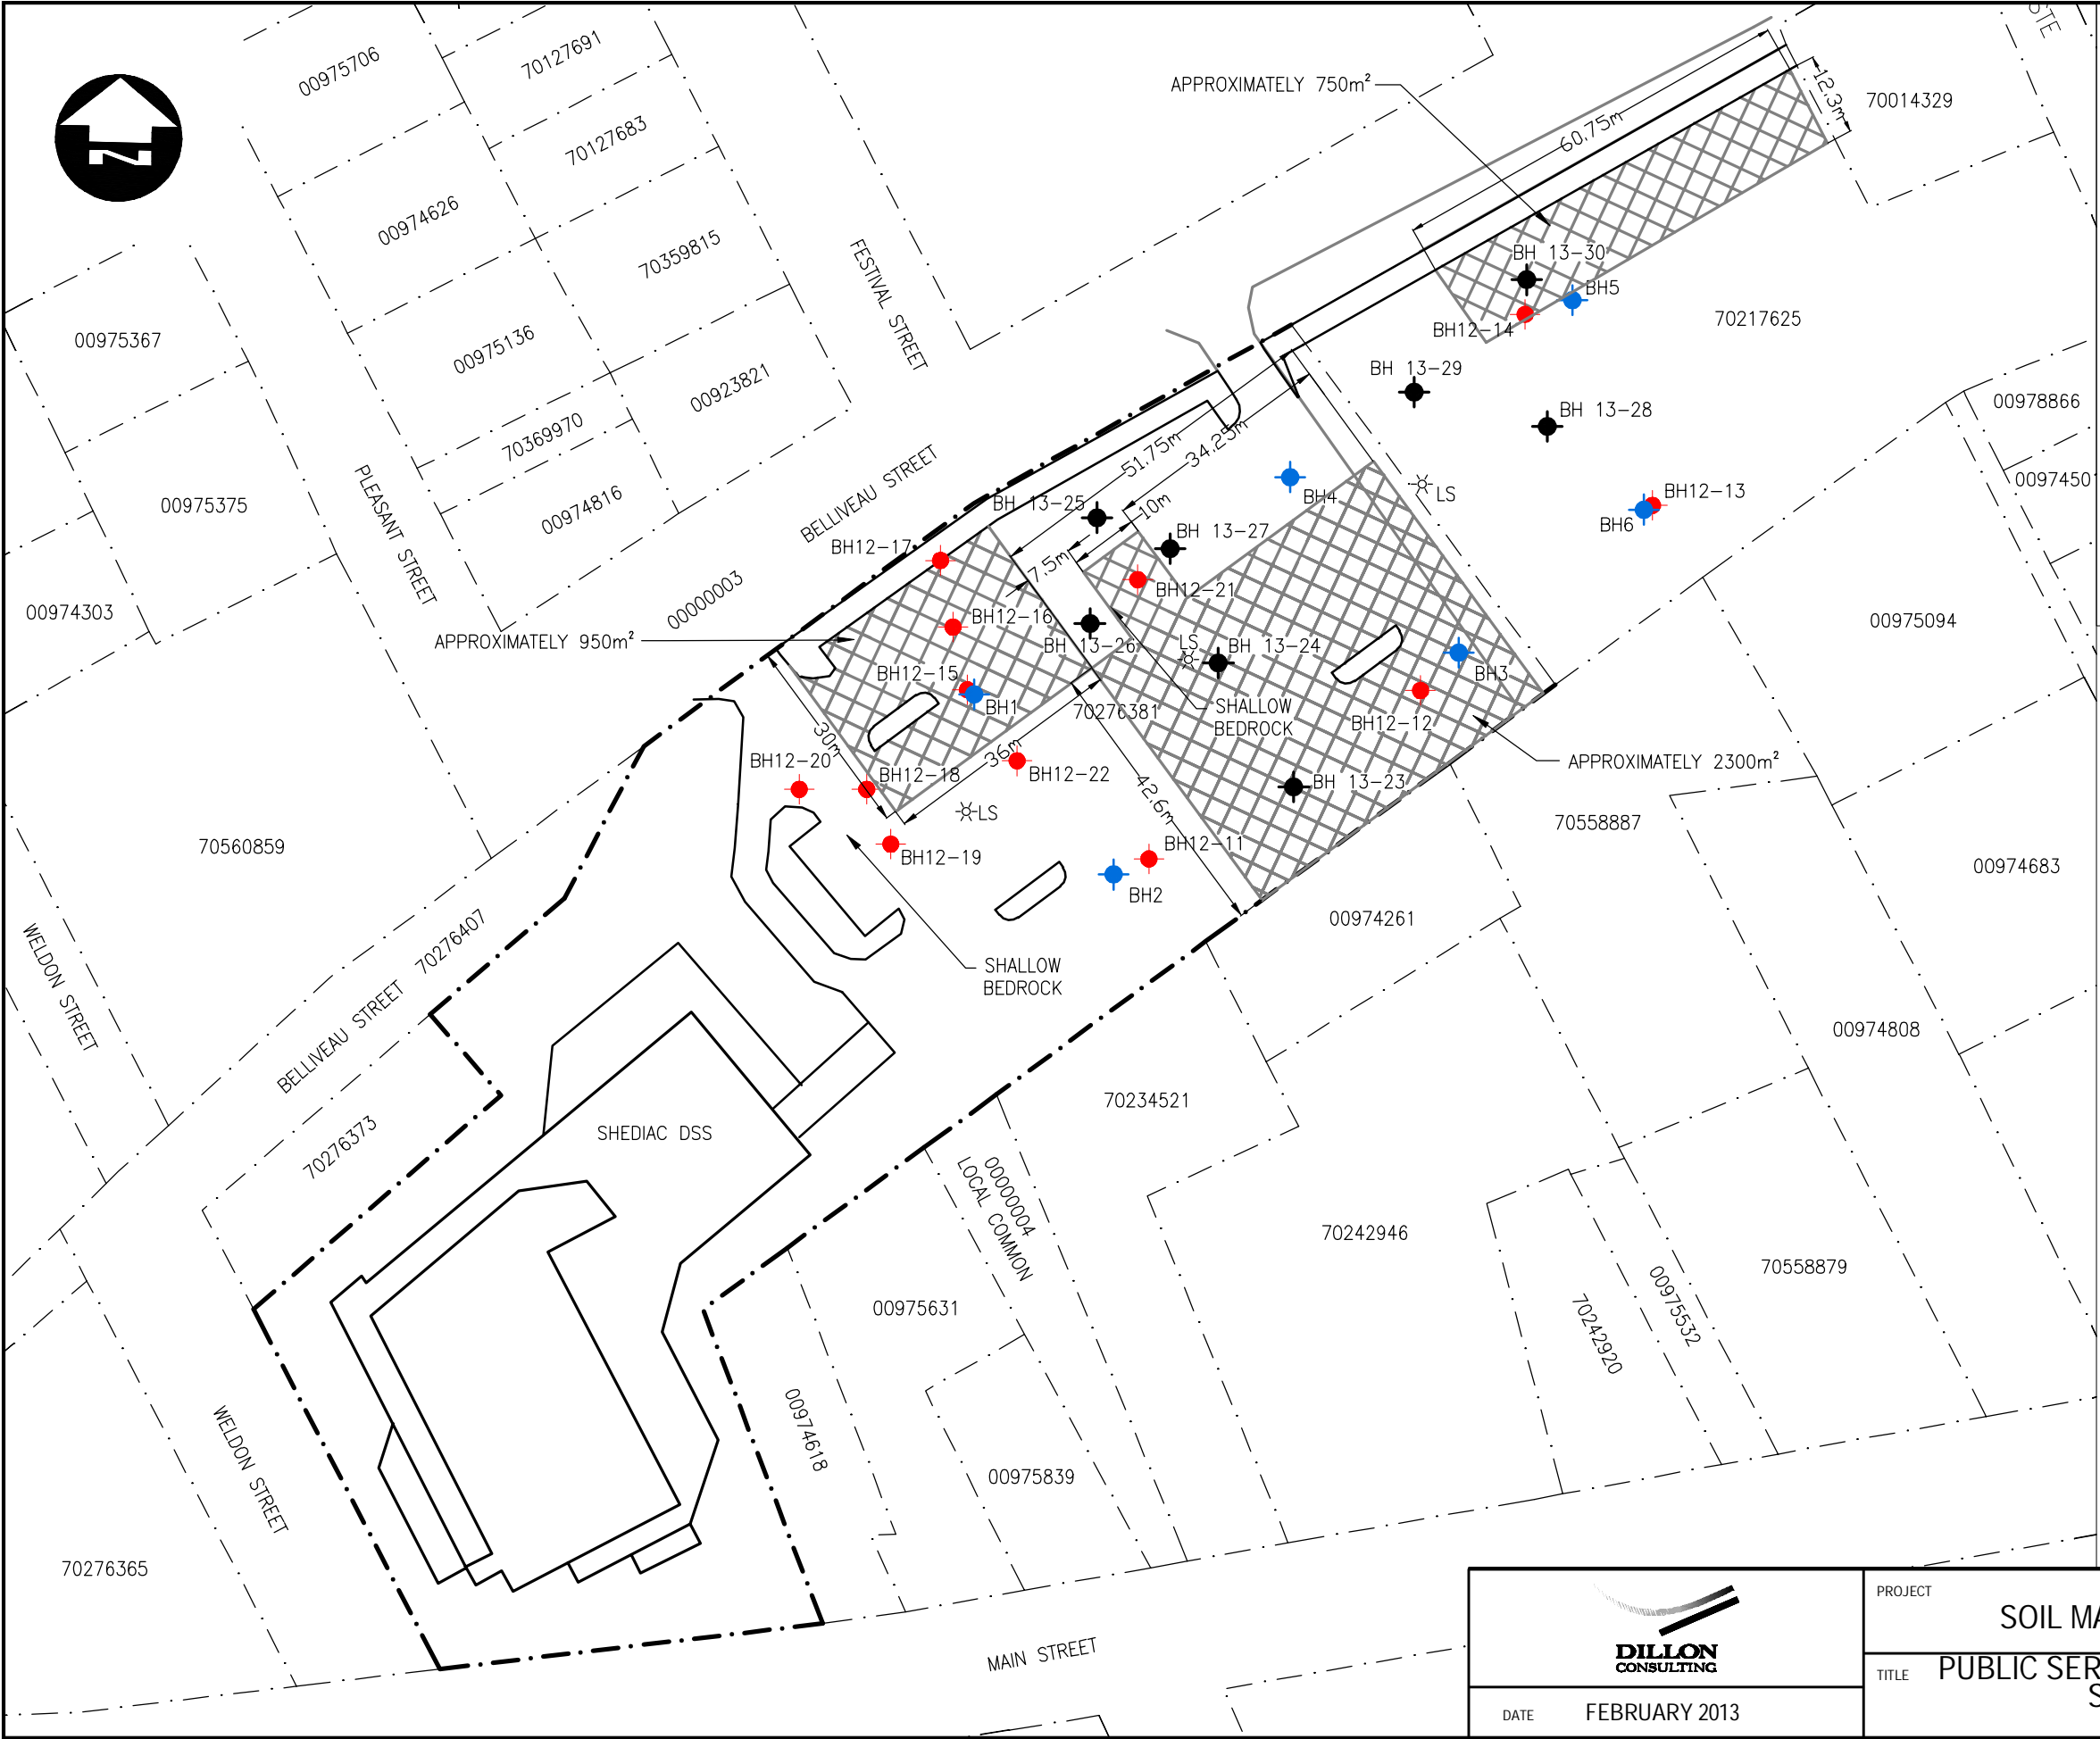 N
00975706
70127691
70127683
00974626
70359815
00975367
00975136
00923821
70369970
00975375
00974816
00974303
PLEASANT STREET
FESTIVAL STREET
BELLIVEAU STREET
00000003
APPROXIMATELY 750m²
60.75m
12.3m
70014329
BH 13-30
BH5
BH12-14
70217625
BH 13-29
BH 13-28
00978866
0097450
BH12-13
BH6
00975094
51.75m
34.25m
10m
7.5m
BH 13-25
BH4
LS
BH 13-27
BH12-17
BH12-21
BH12-16
APPROXIMATELY 950m²
BH 13-26
LS
BH 13-24
BH3
BH12-15
BH1
70276381
SHALLOW
BEDROCK
BH12-12
30m
36m
APPROXIMATELY 2300m²
BH12-20
BH12-18
BH12-22
42.6m
BH 13-23
LS
BH12-19
BH12-11
BH2
70558887
00974683
70560859
00974261
WELDON STREET
70276407
BELLIVEAU STREET
SHALLOW
BEDROCK
00974808
70234521
70276373
SHEDIAC DSS
00000004
LOCAL COMMON
70242946
70558879
00975532
70242920
00975631
00974618
00975839
WELDON STREET
70276365
MAIN STREET
DILLON
CONSULTING
DATE FEBRUARY 2013
PROJECT
SOIL MA
TITLE PUBLIC SER
S